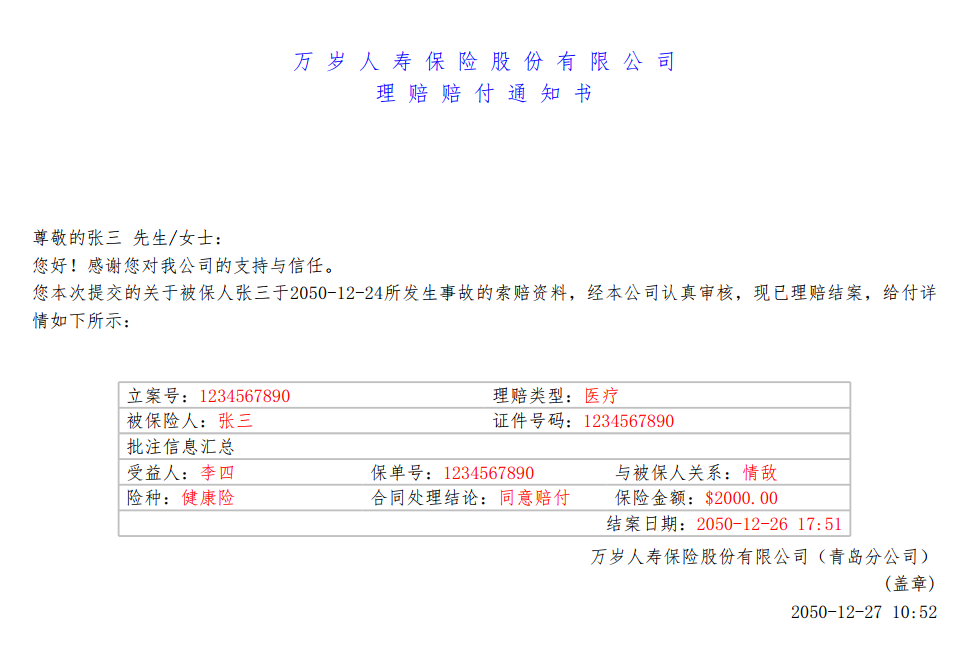 万岁人寿保险股份有限公司
理赔赔付通知书
尊敬的张三 先生/女士：
您好！感谢您对我公司的支持与信任。
您本次提交的关于被保人张三于2050-12-24所发生事故的索赔资料，经本公司认真审核，现已理赔结案，给付详
情如下所示：
立案号：1234567890 理赔类型：医疗
被保险人：张三 证件号码：1234567890
批注信息汇总
受益人：李四 保单号：1234567890 与被保人关系：情敌
险种：健康险 合同处理结论：同意赔付 保险金额：$2000.00
结案日期：2050-12-26 17:51
万岁人寿保险股份有限公司（青岛分公司）
(盖章)
2050-12-27 10:52